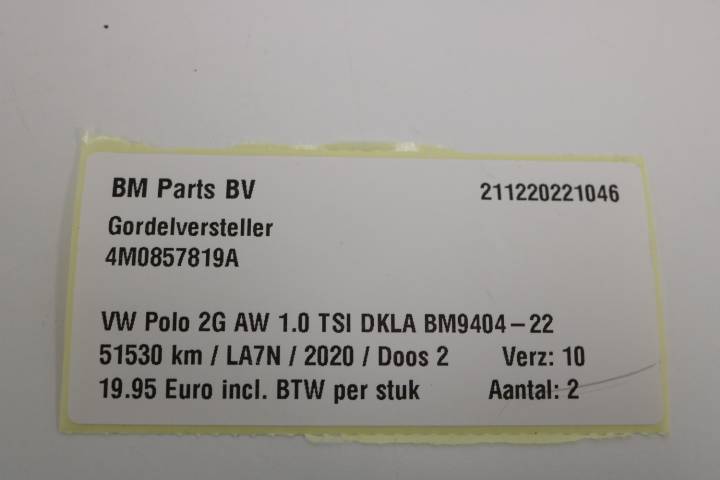 BM Parts BV 211220221046
Gordelversteller
4M0857819A
VW Polo 2G AW 1.0 TSI DKLA BM9404-22
51530 km / LA7N / 2020 / Doos 2 Verz: 10
19.95 Euro incl. BTW per stuk Aantal: 2